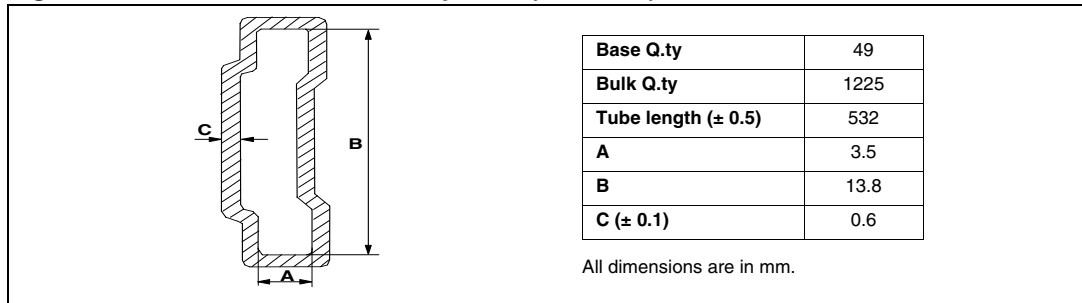 C
B
A
Base Q.ty 49
Bulk Q.ty 1225
Tube length (± 0.5) 532
A 3.5
B 13.8
C (± 0.1) 0.6
All dimensions are in mm.